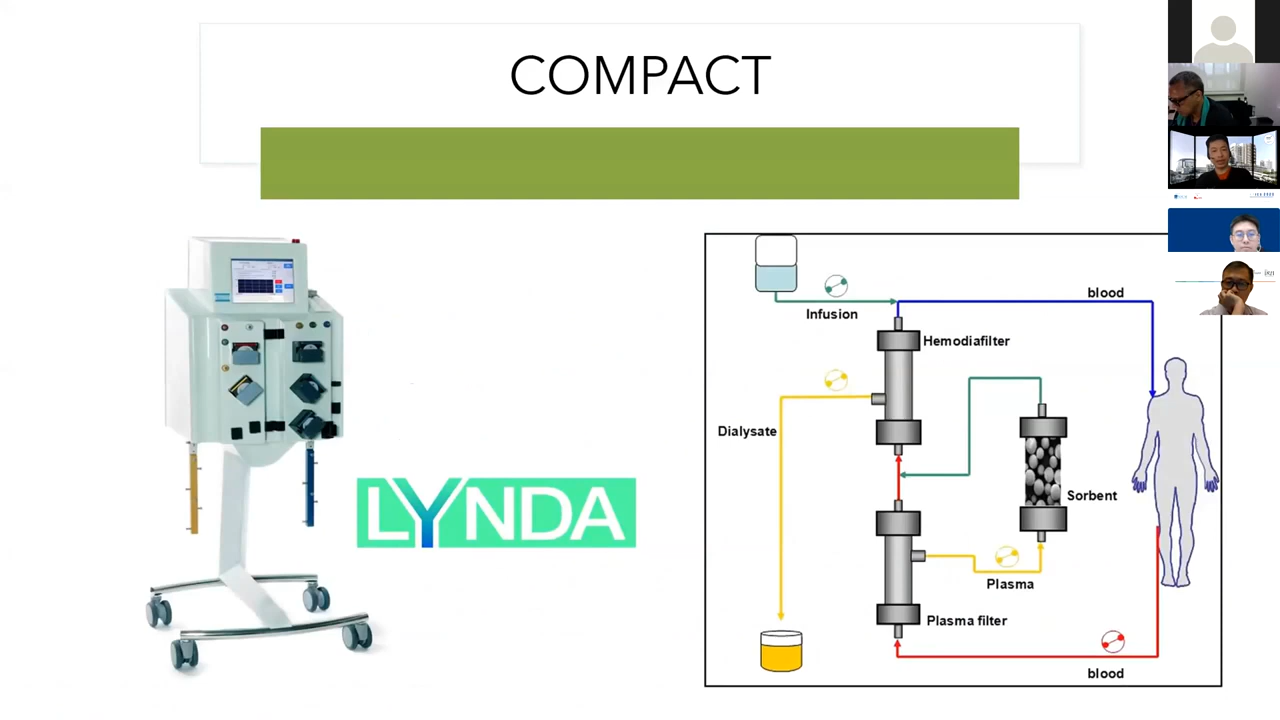 COMPACT
LYNDA
Infusion
blood
Hemodiafilter
Dialysate
Sorbent
Plasma
Plasma filter
blood